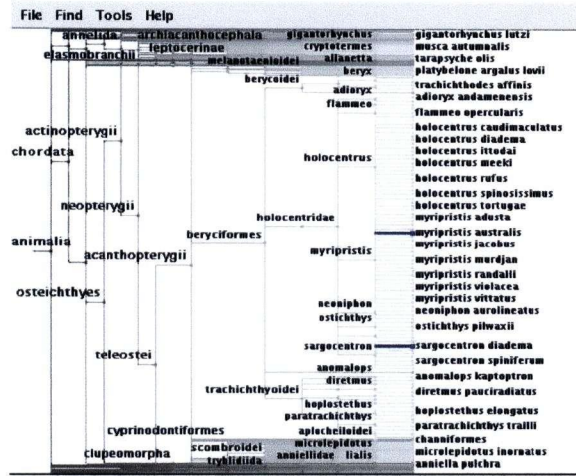 File Find Tools Help
annelida
archiacanthocephala
gigantorhynchus
gigantorhynchus lutzi
leptocerinae
cryptotermes
musca autumnalis
elasmobranchii
melanotaenioidei
allanetta
tarapsyche olis
beryx
platybelone argalus lovii
berycoidei
trachichthodes affinis
adioryx
adioryx andamenensis
flammeo
flammeo opercularis
actinopterygii
holocentrus caudimaculatus
holocentrus diadema
chordata
holocentrus ittodai
holocentrus
holocentrus meeki
holocentrus rufus
holocentrus spinosissimus
neopterygii
holocentrus tortugae
holocentridae
myripristis adusta
beryciformes
myripristis australis
animalia
myripristis jacobus
acanthopterygii
myripristis
myripristis murdjan
myripristis randalli
osteichthyes
myripristis violacea
neoniphon
myripristis vittatus
neoniphon aurolineatus
ostichthys
ostichthys pilwaxii
sargocentron
sargocentron diadema
teleostei
sargocentron spiniferum
anomalops
anomalops kaptoptron
trachichthyoidei
diretmus
diretmus pauciradiatus
hoplostethus
hoplostethus elongatus
paratrachichthys
paratrachichthys traillii
cyprinodontiformes
aplocheiloidei
channiformes
scombroidei
microlepidotus
microlepidotus inornatus
clupeomorpha
anniellidae lialis
tryblidiida
anniella pulchra